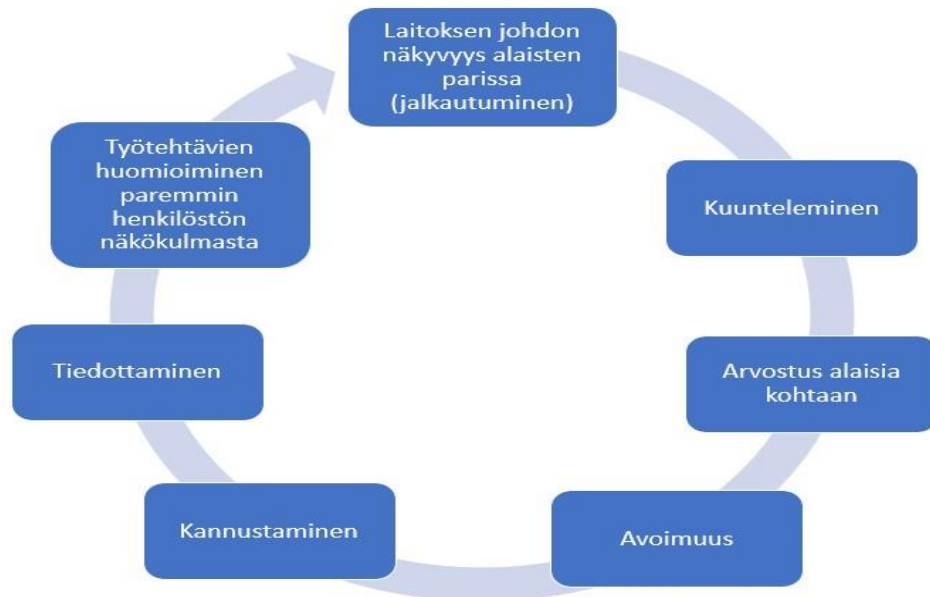 Laitoksen johdon
näkyvyys alaisten
parissa
(jalkautuminen)
Kuunteleminen
Arvostus alaisia
kohtaan
Avoimuus
Kannustaminen
Tiedottaminen
Työtehtävien
huomioiminen
paremmin
henkilöstön
näkökulmasta